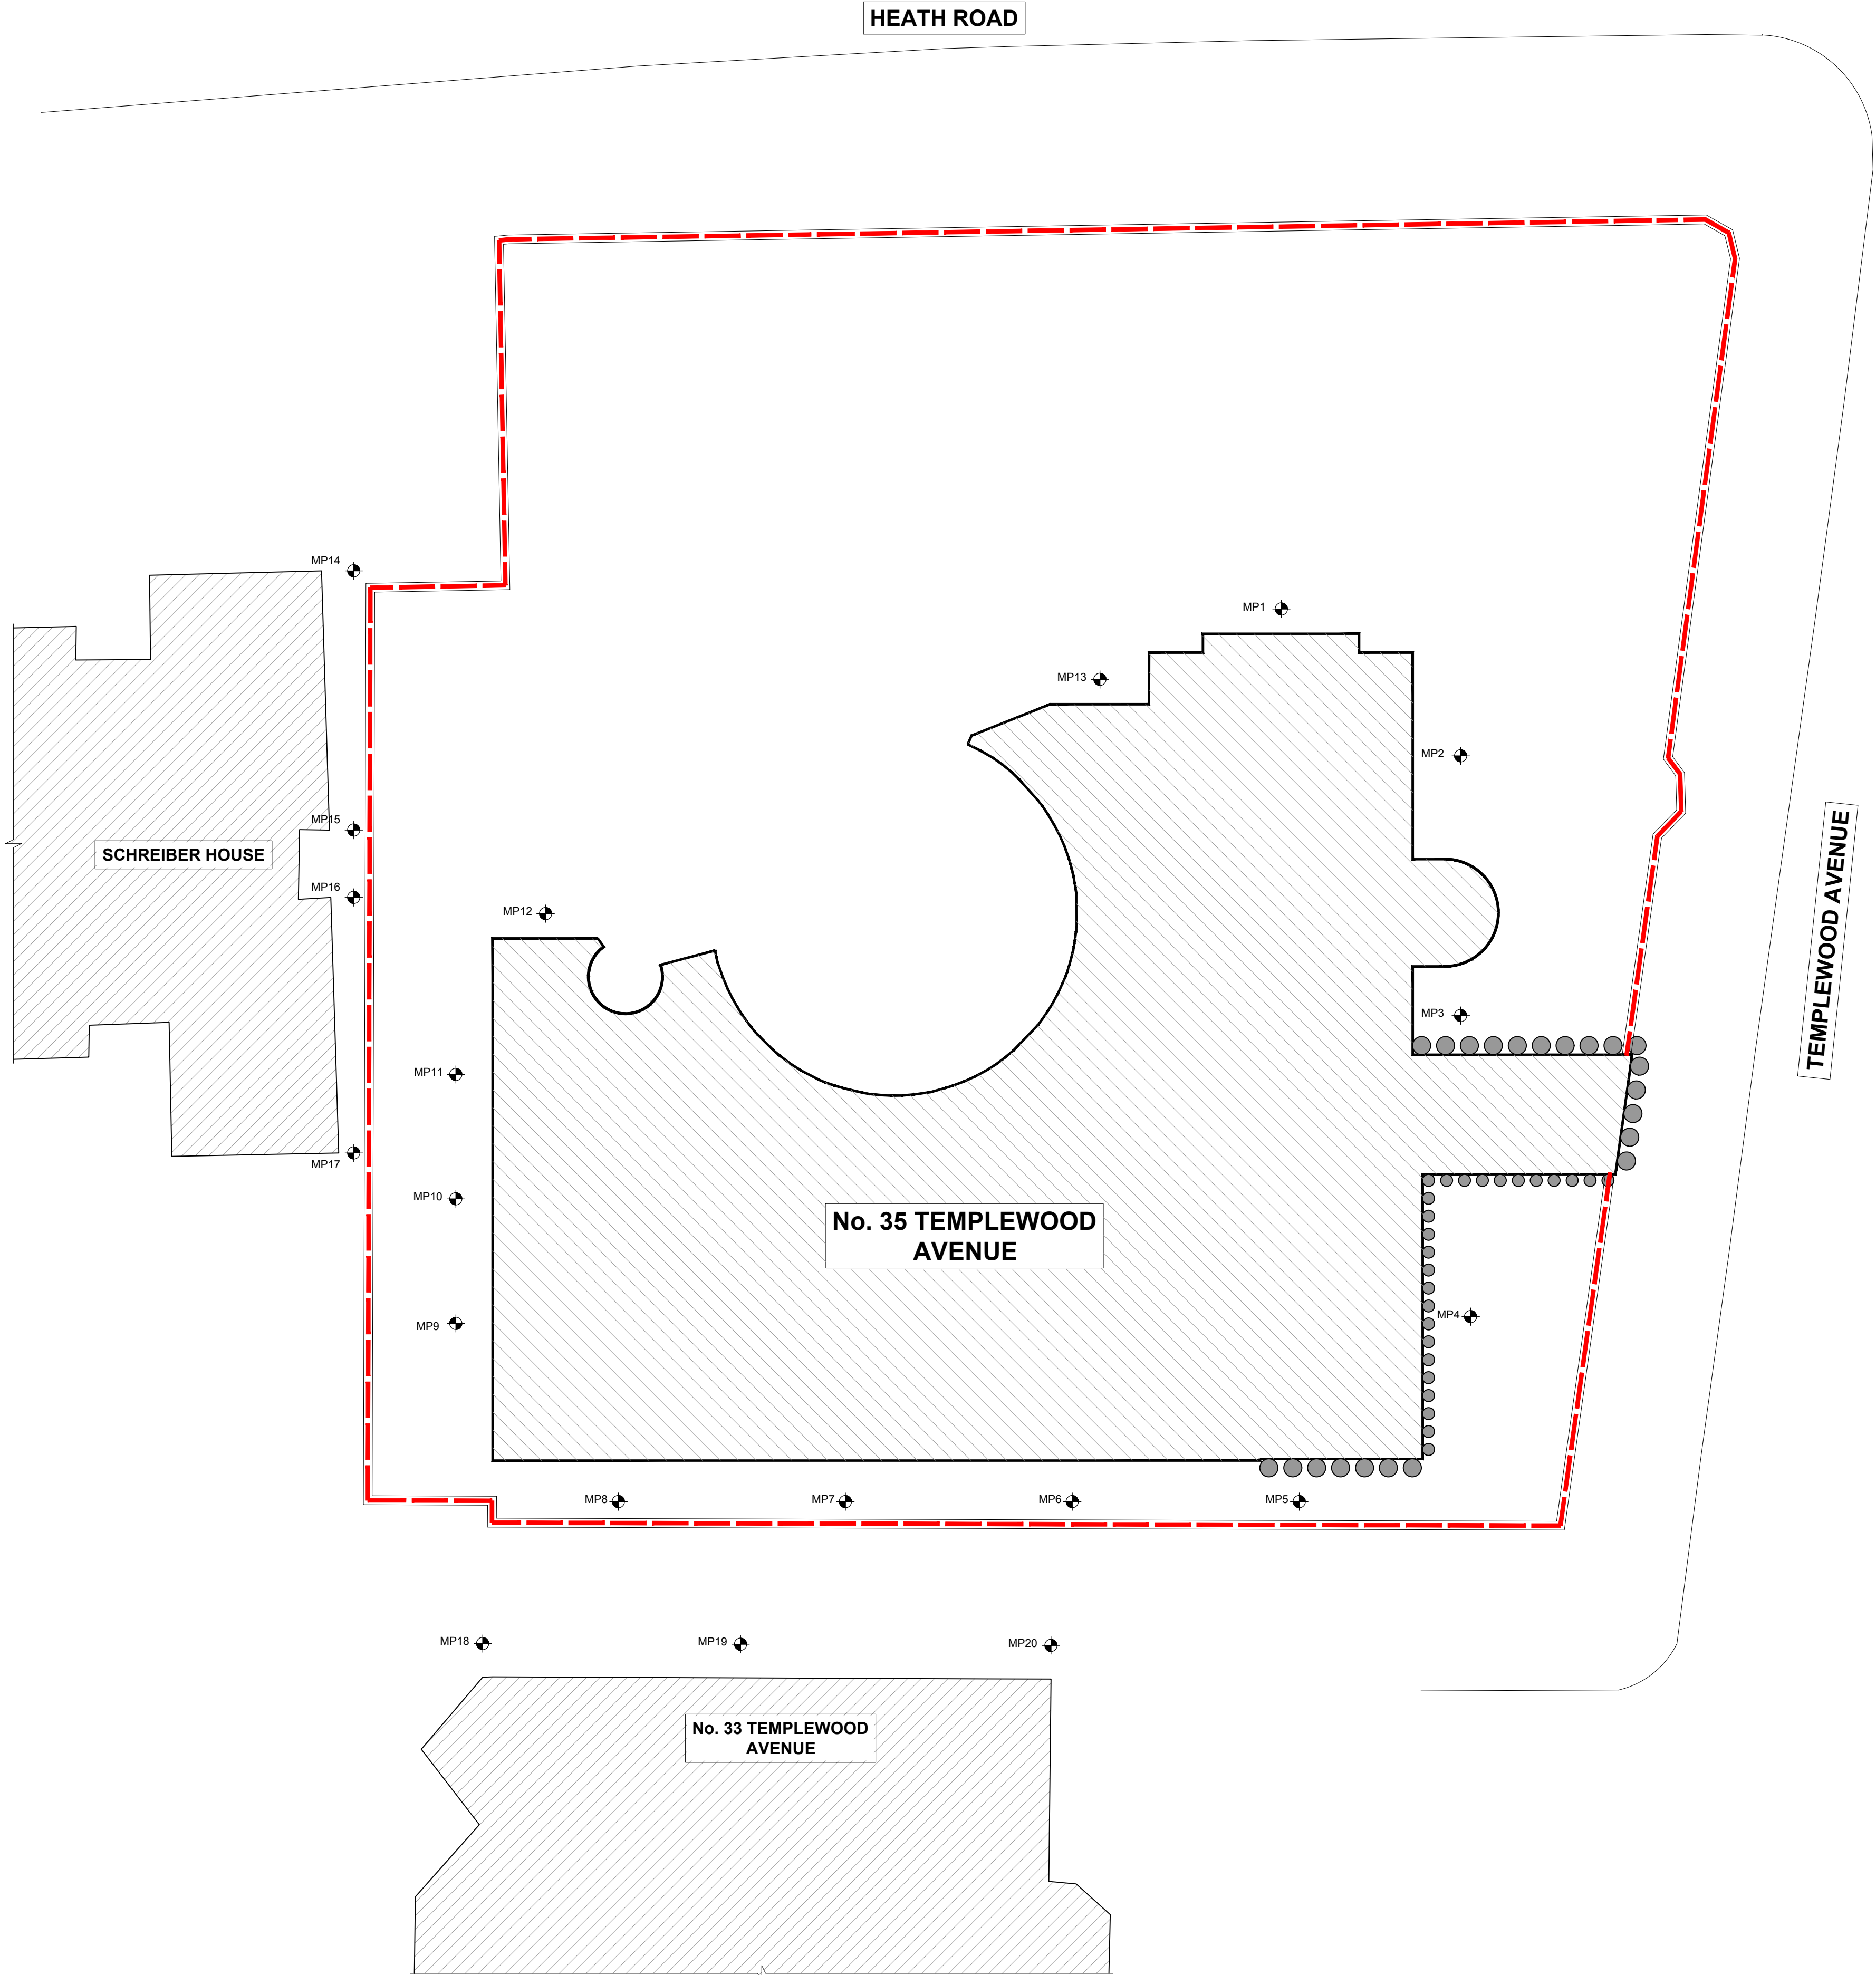 HEATH ROAD
MP14
MP1
MP13
MP2
MP15
SCHREIBER HOUSE
TEMPLEWOOD AVENUE
MP16
MP12
MP3
MP11
MP17
MP10
No. 35 TEMPLEWOOD
AVENUE
MP9
MP4
MP8
MP7
MP6
MP5
MP18
MP19
MP20
No. 33 TEMPLEWOOD
AVENUE